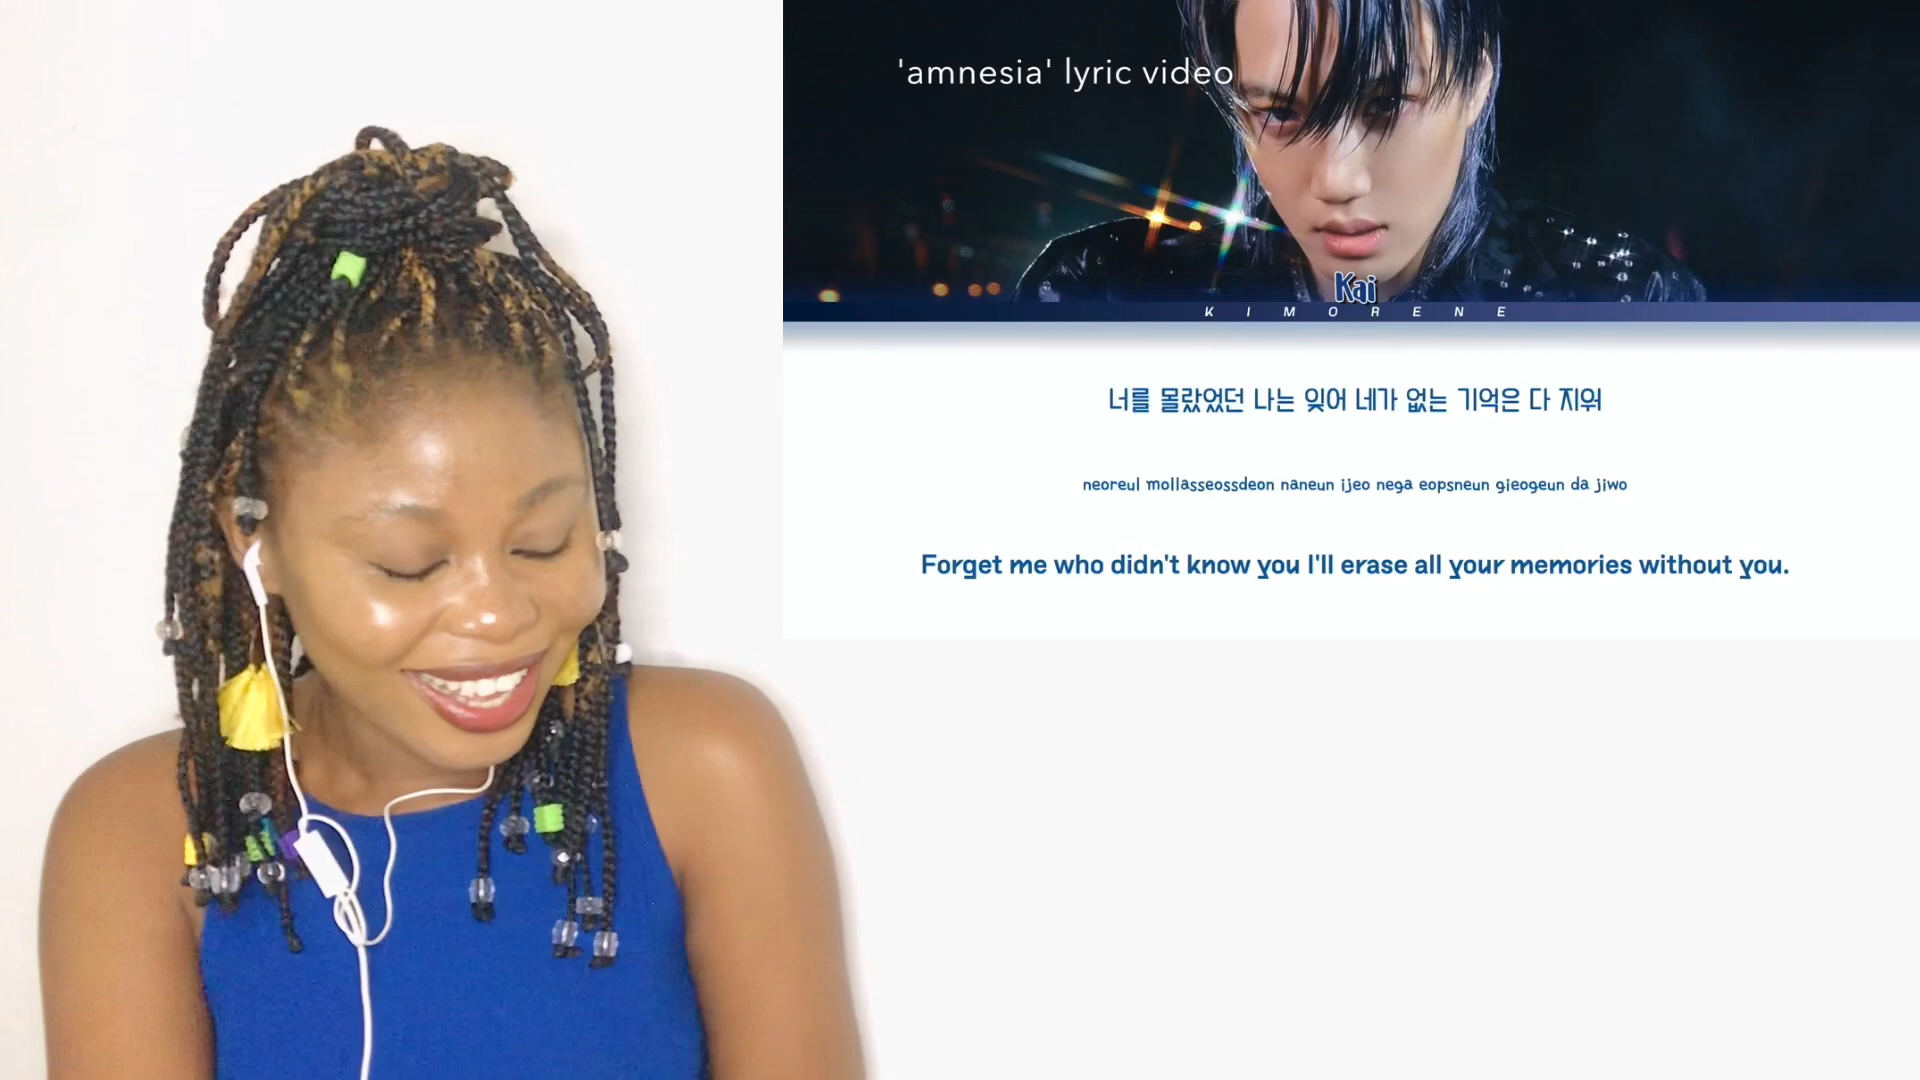 'amnesia' lyric video
Kai
KIMORENE
너를 몰랐었던 나는 잊어 네가 없는 기억은 다 지워
neoreul mollasseossdeon naneun ijeo nega eopsneun gieogeun da jiwo
Forget me who didn't know you I'll erase all your memories without you.